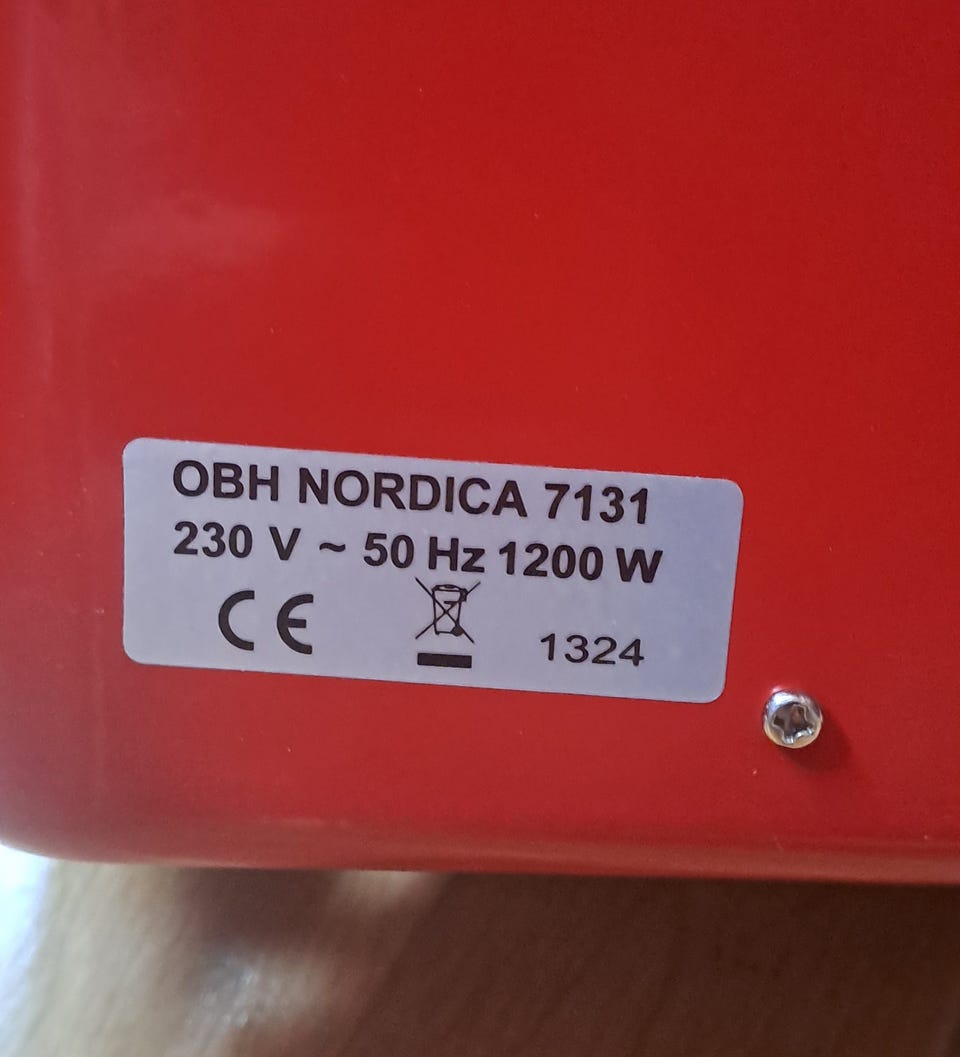 OBH NORDICA 7131
230 V ~ 50 Hz 1200 W
CE 1324